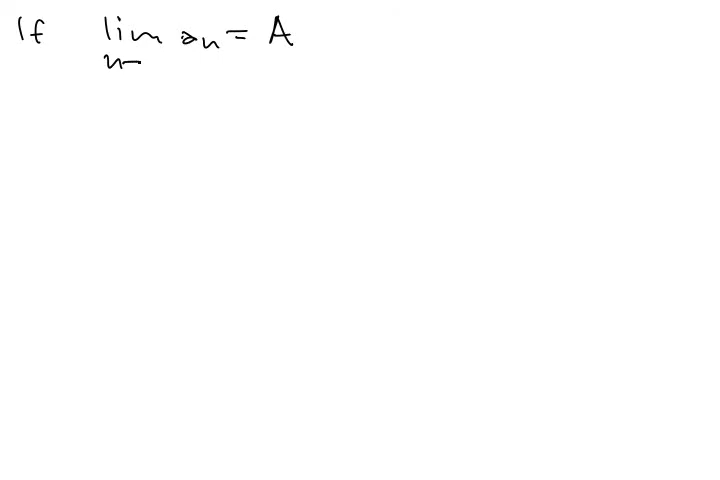 If lim aₙ = A
n-